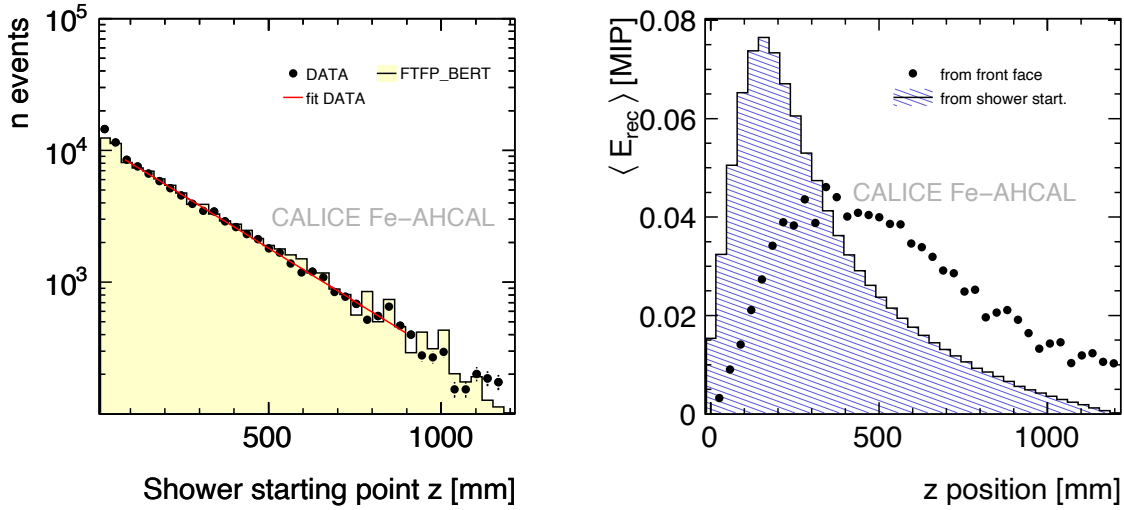 n events
10^5
10^4
10^3
DATA
FTFP_BERT
fit DATA
CALICE Fe−AHCAL
500
1000
Shower starting point z [mm]
⟨ E_rec ⟩ [MIP]
0.08
0.06
0.04
0.02
0
from front face
from shower start.
CALICE Fe−AHCAL
0
500
1000
z position [mm]